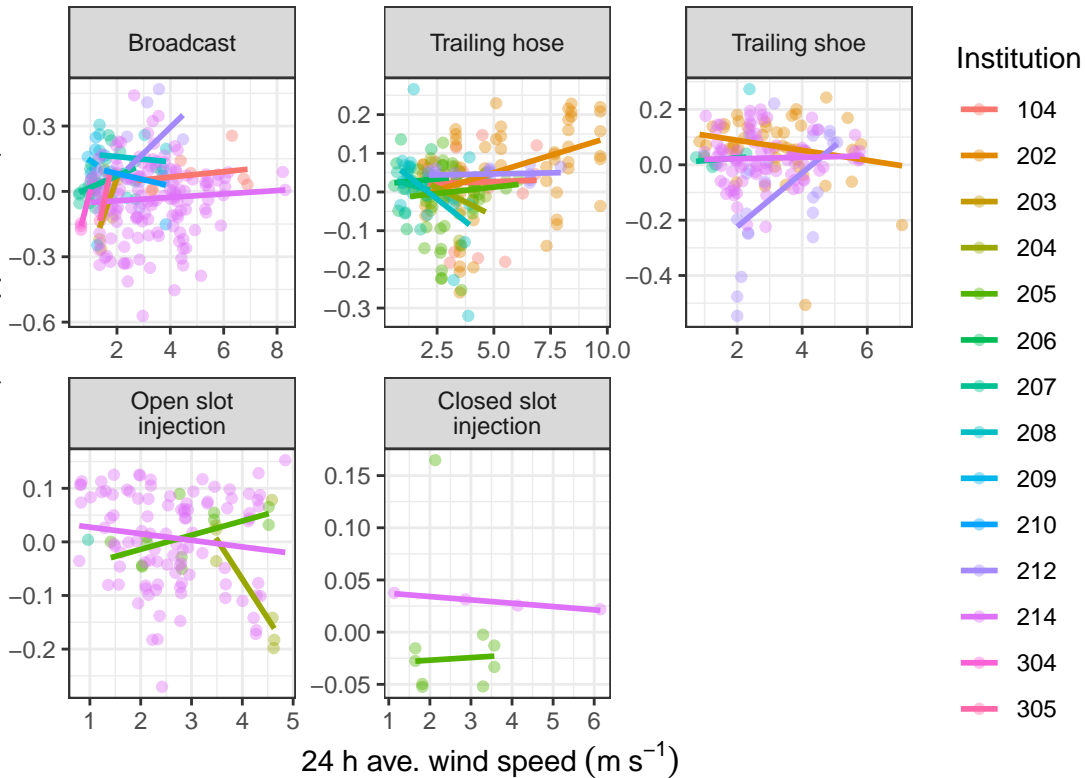 Broadcast
Trailing hose
Trailing shoe
0.3
0.0
−0.3
−0.6
2 4 6 8
0.2
0.1
0.0
−0.1
−0.2
−0.3
2.5 5.0 7.5 10.0
0.2
0.0
−0.2
−0.4
2 4 6
Open slot
injection
Closed slot
injection
0.1
0.0
−0.1
−0.2
1 2 3 4 5
0.15
0.10
0.05
0.00
−0.05
1 2 3 4 5 6
24 h ave. wind speed (m s⁻¹)
Institution
104
202
203
204
205
206
207
208
209
210
212
214
304
305